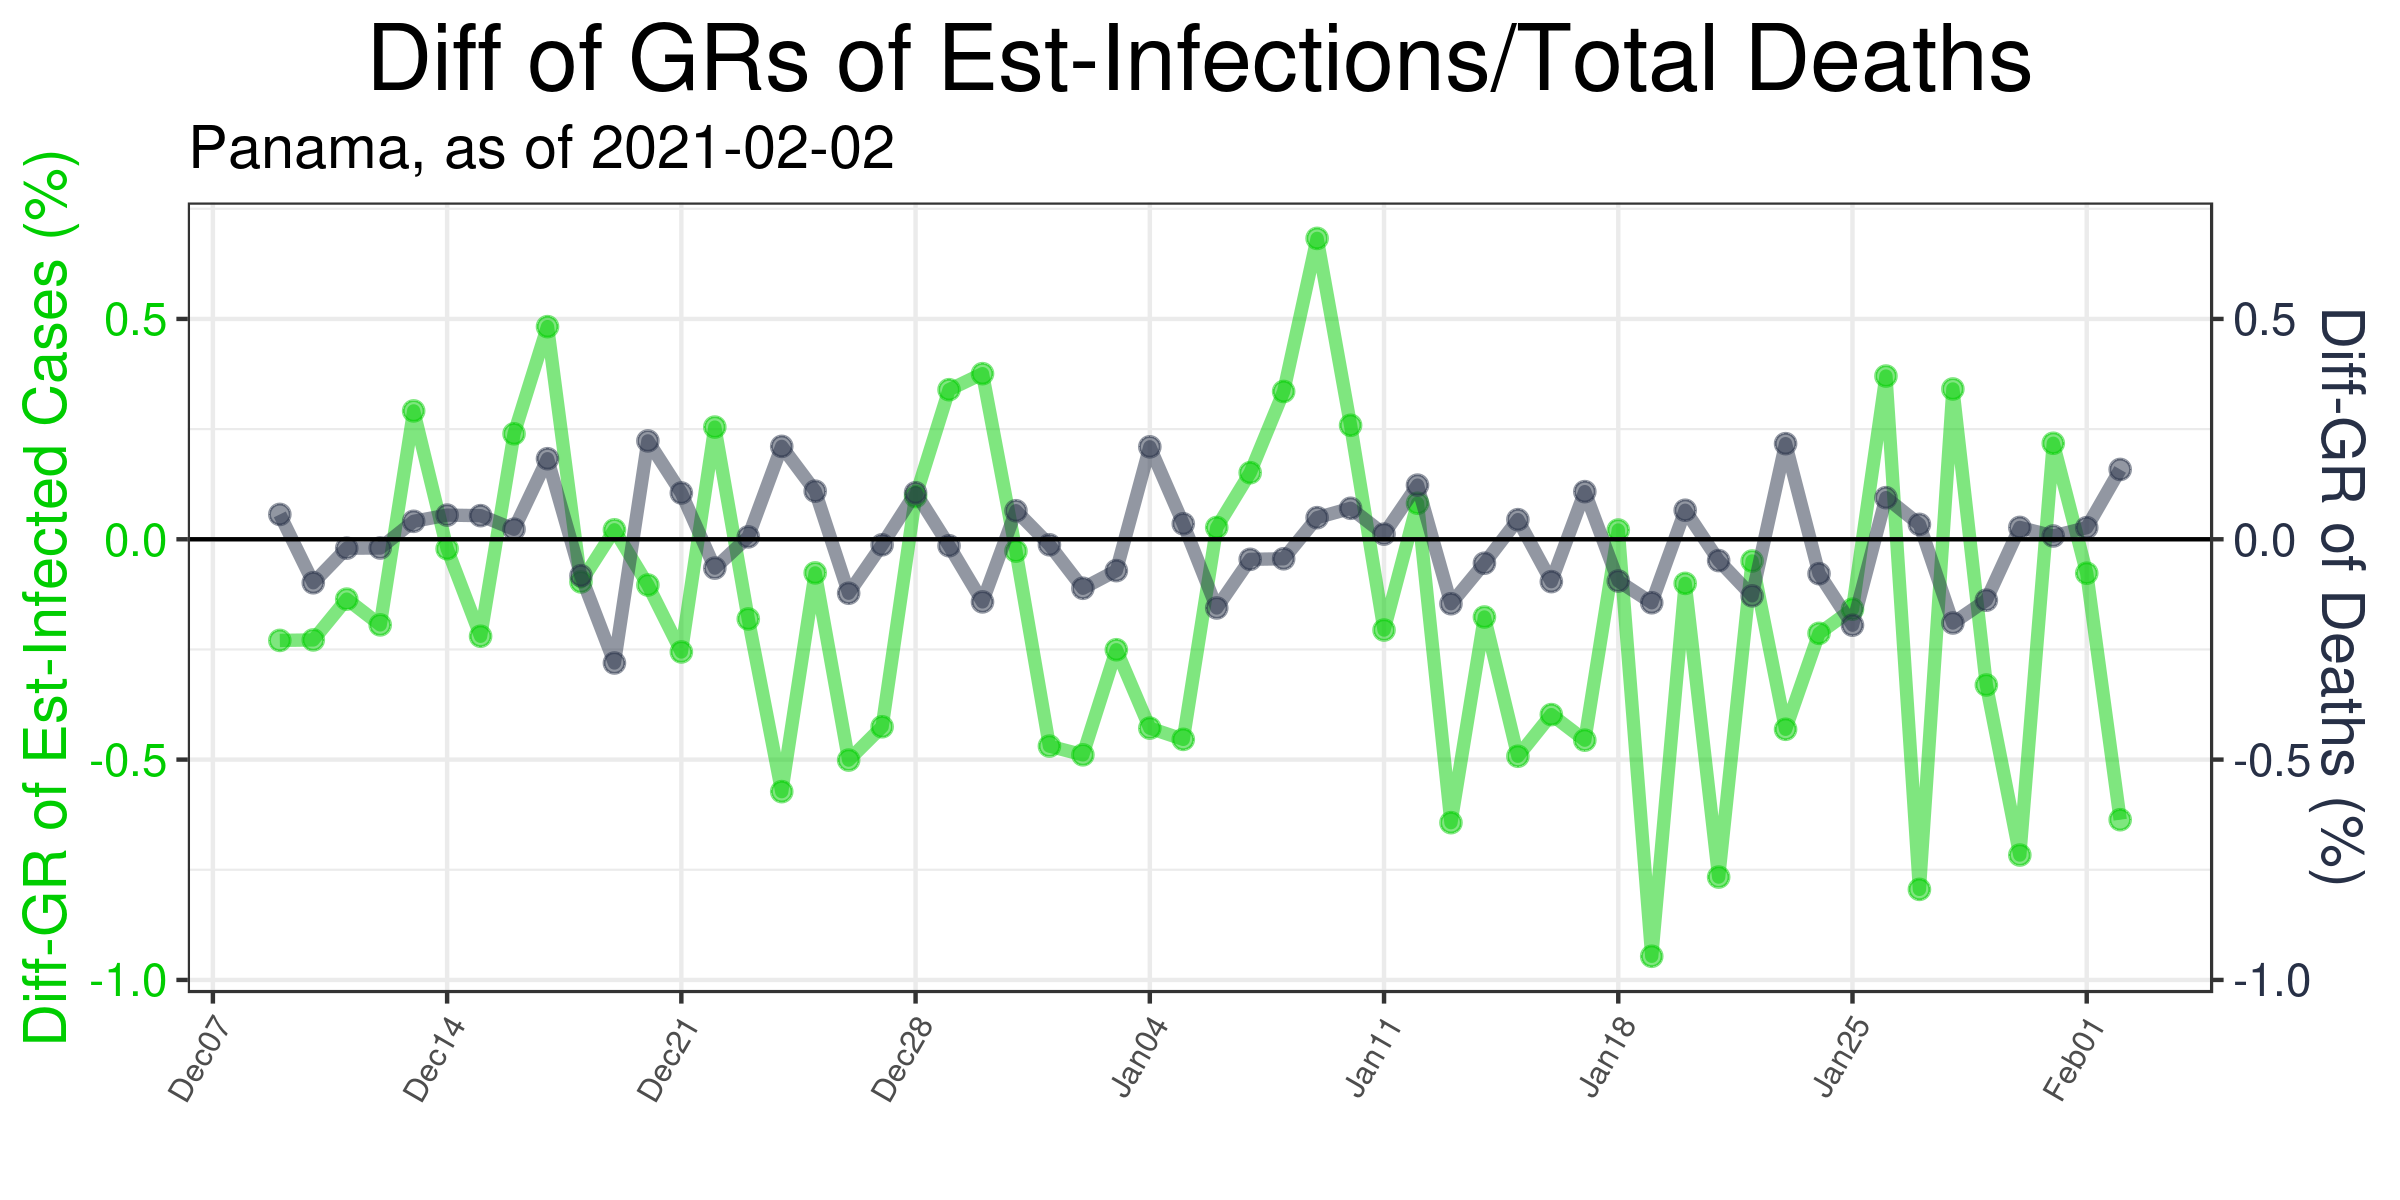 Diff of GRs of Est-Infections/Total Deaths
Panama, as of 2021-02-02
Diff-GR of Est-Infected Cases (%)
0.5
0.0
-0.5
-1.0
0.5
0.0
-0.5
-1.0
Diff-GR of Deaths (%)
Dec07
Dec14
Dec21
Dec28
Jan04
Jan11
Jan18
Jan25
Feb01